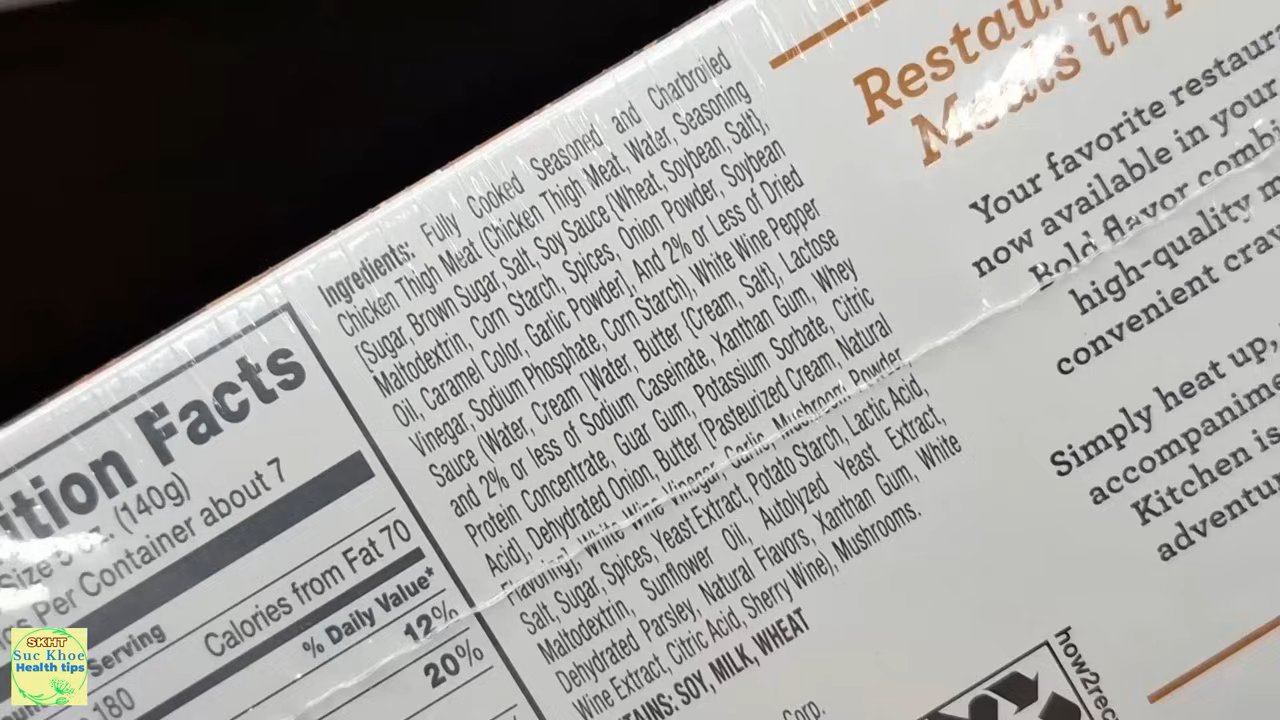 Ingredients: Fully Cooked Seasoned and Charbroiled
Chicken Thigh Meat (Chicken Thigh Meat, Water, Seasoning
[Sugar, Brown Sugar, Salt, Soy Sauce (Wheat, Soybean, Salt),
Maltodextrin, Corn Starch, Spices, Onion Powder, Soybean
Oil, Caramel Color, Garlic Powder], And 2% or Less of Dried
Vinegar, Sodium Phosphate, Corn Starch), White Wine Pepper
Sauce (Water, Cream [Water, Butter (Cream, Salt), Lactose
and 2% or less of Sodium Caseinate, Xanthan Gum, Whey
Protein Concentrate, Guar Gum, Potassium Sorbate, Citric
Acid], Dehydrated Onion, Butter [Pasteurized Cream, Natural
Flavoring], White Wine Vinegar, Garlic, Mushroom Powder
Salt, Sugar, Spices, Yeast Extract, Potato Starch, Lactic Acid,
Maltodextrin, Sunflower Oil, Autolyzed Yeast Extract,
Dehydrated Parsley, Natural Flavors, Xanthan Gum, White
Wine Extract, Citric Acid, Sherry Wine), Mushrooms.
TAINS: SOY, MILK, WHEAT
Corp.
ition Facts
Size 5 oz. (140g)
Per Container about 7
Serving
180
Calories from Fat 70
% Daily Value*
12%
20%
Restau
Meals in
Your favorite restaura
now available in your
Bold flavor combi
high-quality m
convenient crav
Simply heat up,
accompanime
Kitchen is
adventur
how2rec
SKHT
Suc Khoe
Health tips